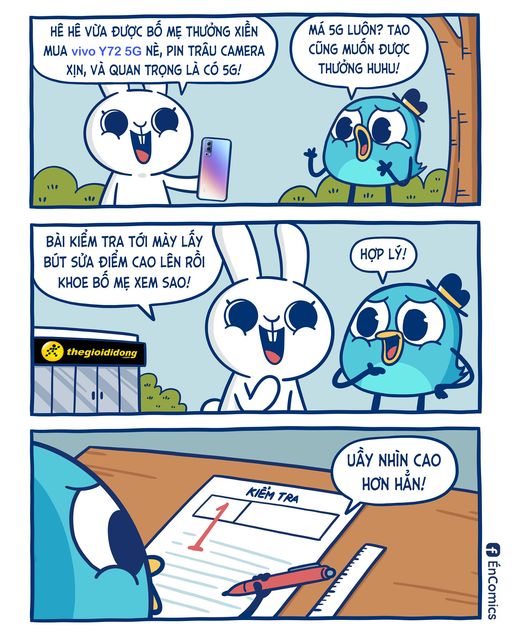 HÊ HÊ VỪA ĐƯỢC BỐ MẸ THƯỞNG XIỀN
MUA vivo Y72 5G NÈ, PIN TRÂU CAMERA
XỊN, VÀ QUAN TRỌNG LÀ CÓ 5G!
MÁ 5G LUÔN? TAO
CŨNG MUỐN ĐƯỢC
THƯỞNG HUHU!
BÀI KIỂM TRA TỚI MÀY LẤY
BÚT SỬA ĐIỂM CAO LÊN RỒI
KHOE BỐ MẸ XEM SAO!
HỢP LÝ!
thegioididong
UẦY NHÌN CAO
HƠN HẲN!
KIỂM TRA
1
ÉnComics